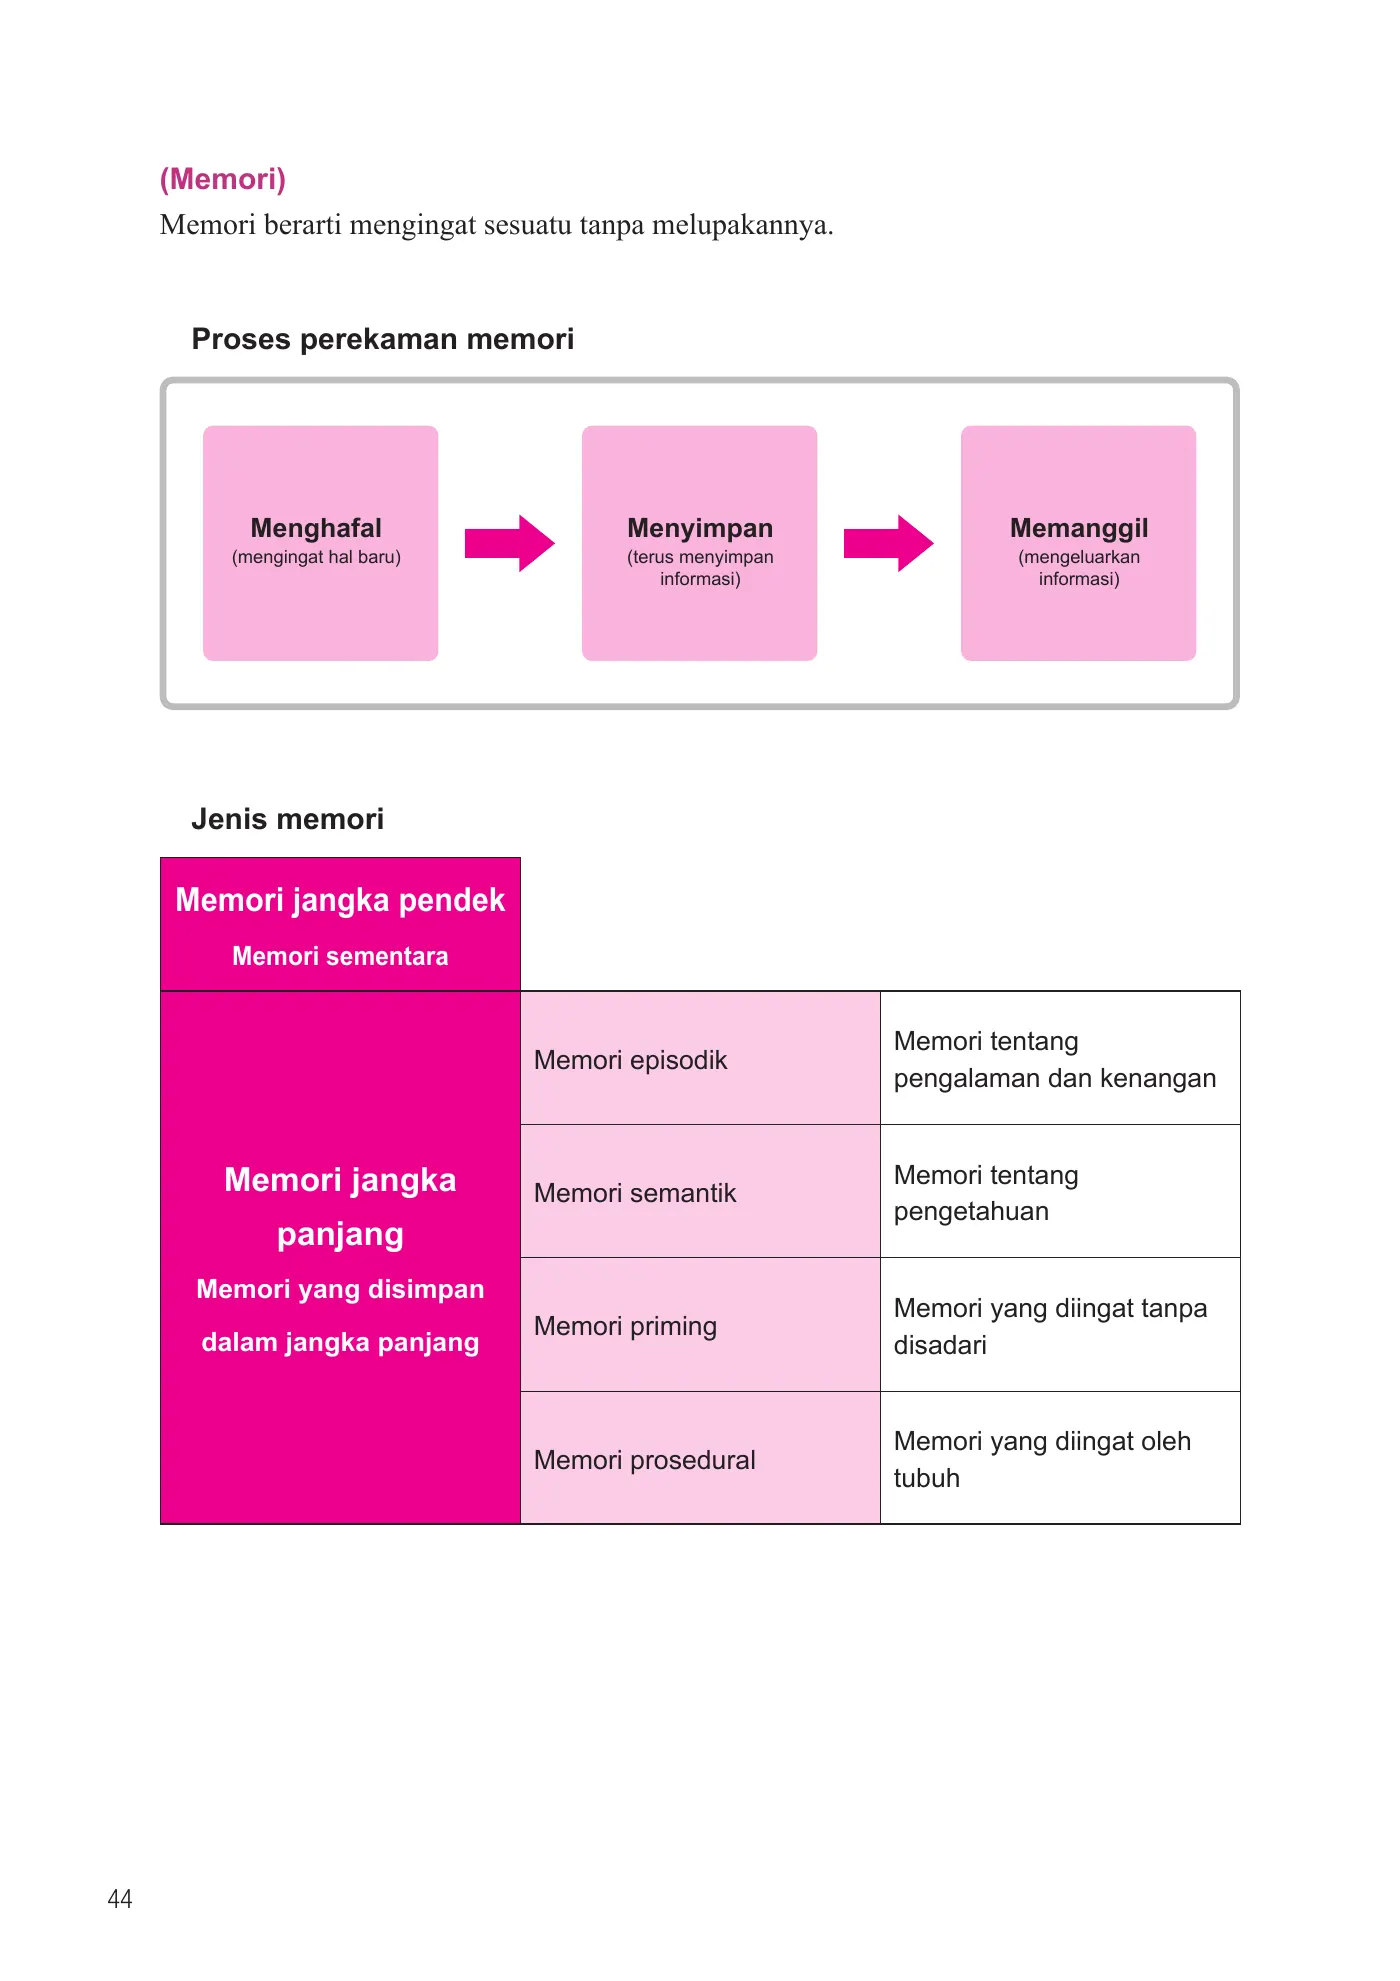 (Memori)
Memori berarti mengingat sesuatu tanpa melupakannya.
Proses perekaman memori
Menghafal
(mengingat hal baru)
Menyimpan
(terus menyimpan
informasi)
Memanggil
(mengeluarkan
informasi)
Jenis memori
Memori jangka pendek
Memori sementara
Memori jangka
panjang
Memori yang disimpan
dalam jangka panjang
Memori episodik
Memori tentang
pengalaman dan kenangan
Memori semantik
Memori tentang
pengetahuan
Memori priming
Memori yang diingat tanpa
disadari
Memori prosedural
Memori yang diingat oleh
tubuh
44